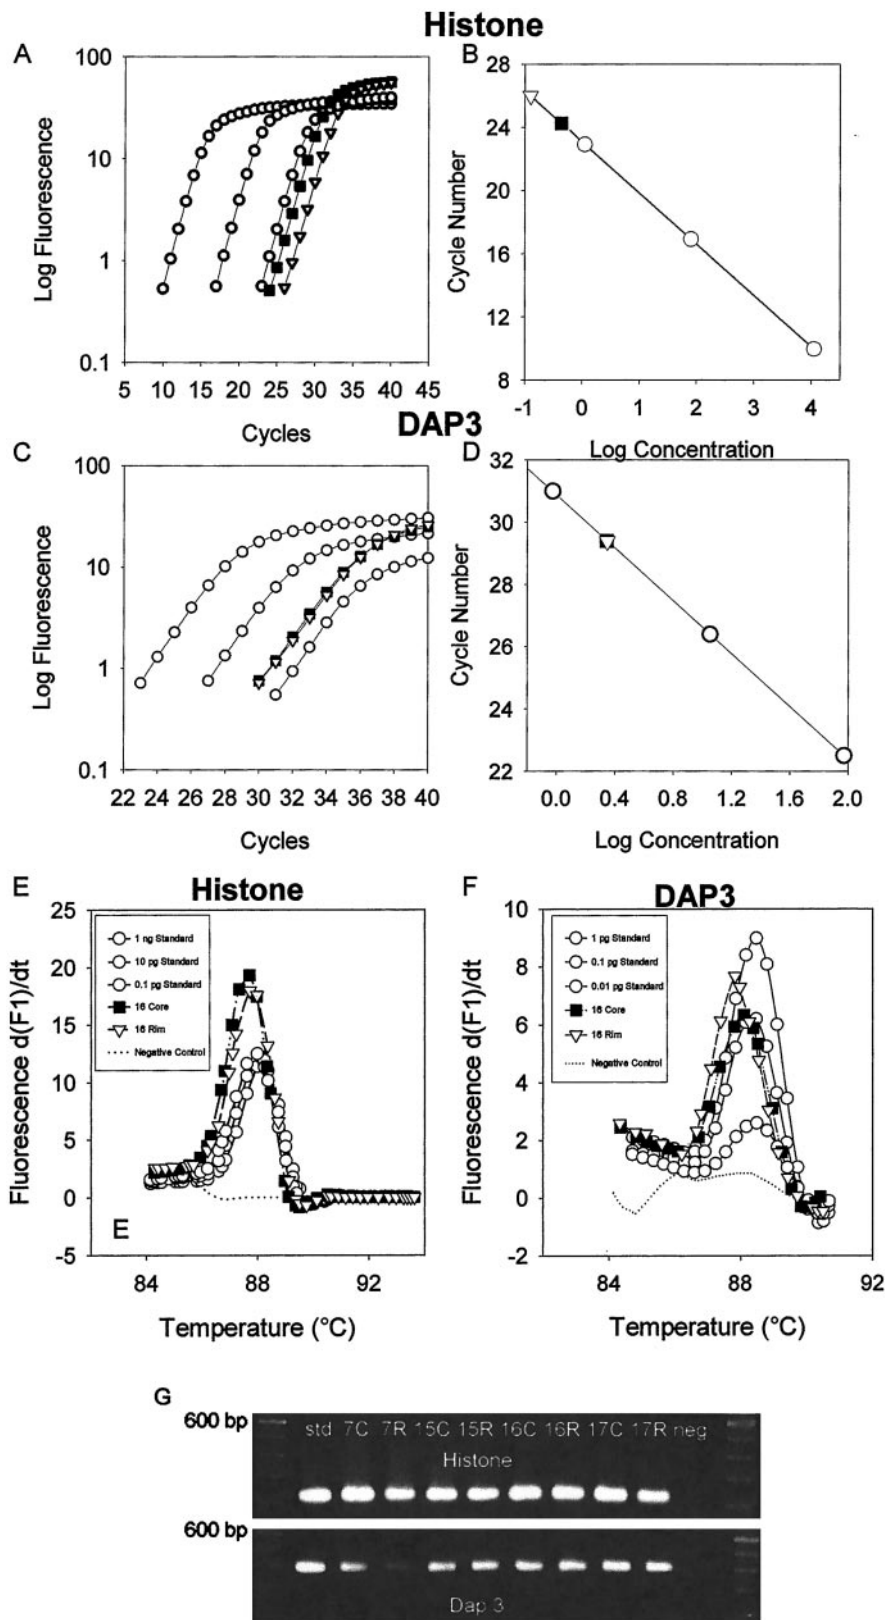 Histone
A
B
100
10
1
0.1
Log Fluorescence
5 10 15 20 25 30 35 40 45
Cycles
28
24
20
16
12
8
Cycle Number
-1 0 1 2 3 4
Log Concentration
DAP3
C
D
100
10
1
0.1
Log Fluorescence
22 24 26 28 30 32 34 36 38 40
Cycles
32
30
28
26
24
22
Cycle Number
0.0 0.4 0.8 1.2 1.6 2.0
Log Concentration
E
Histone
25
20
15
10
5
0
-5
Fluorescence d(F1)/dt
1 ng Standard
10 pg Standard
0.1 pg Standard
16 Core
16 Rim
Negative Control
E
84 88 92
Temperature (°C)
F
DAP3
10
8
6
4
2
0
-2
Fluorescence d(F1)/dt
1 pg Standard
0.1 pg Standard
0.01 pg Standard
16 Core
16 Rim
Negative Control
84 88 92
Temperature (°C)
G
600 bp
std 7C 7R 15C 15R 16C 16R 17C 17R neg
Histone
600 bp
Dap 3